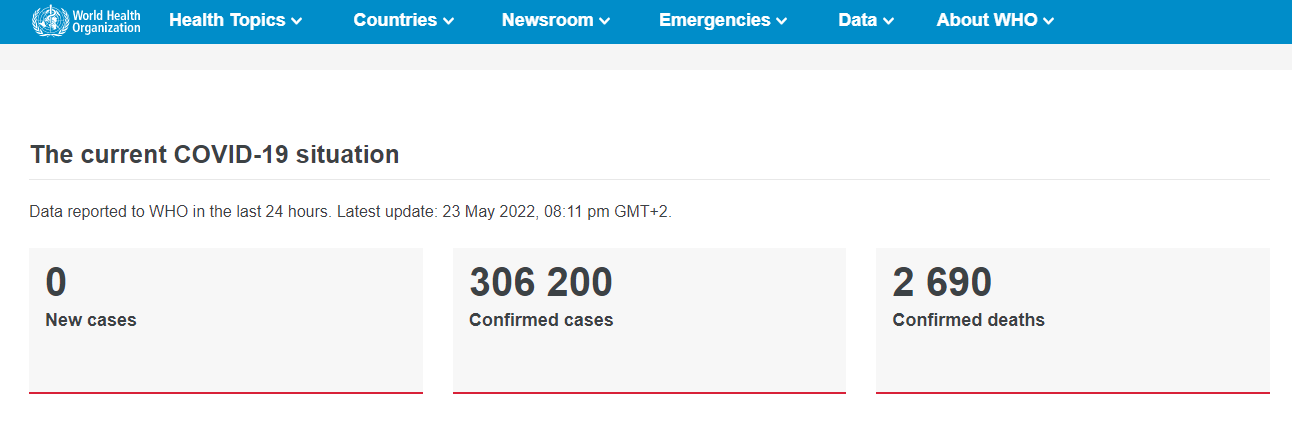 World Health
Organization
Health Topics Countries Newsroom Emergencies Data About WHO
The current COVID-19 situation
Data reported to WHO in the last 24 hours. Latest update: 23 May 2022, 08:11 pm GMT+2.
0 306 200 2 690
New cases Confirmed cases Confirmed deaths